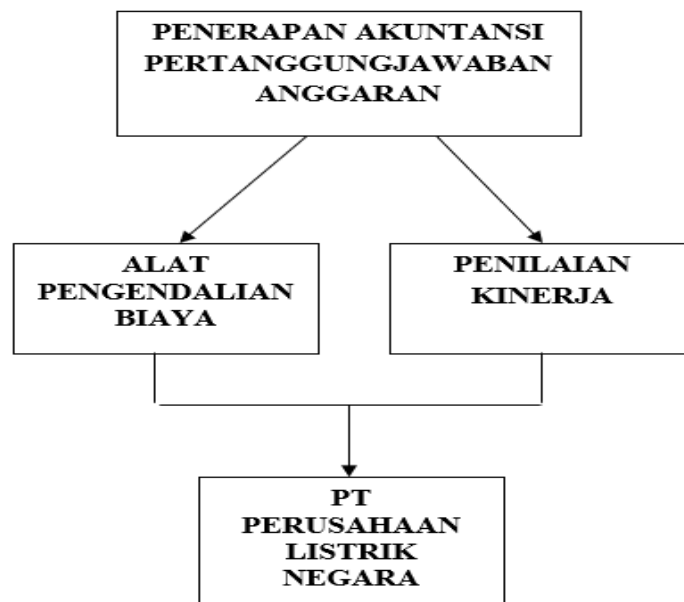 PENERAPAN AKUNTANSI
PERTANGGUNGJAWABAN
ANGGARAN
ALAT
PENGENDALIAN
BIAYA
PENILAIAN
KINERJA
PT
PERUSAHAAN
LISTRIK
NEGARA